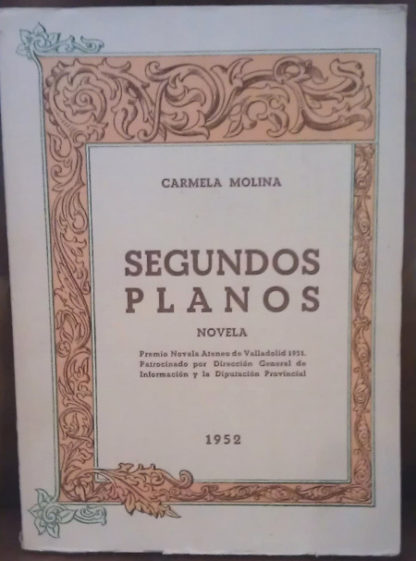 CARMELA MOLINA
SEGUNDOS
PLANOS
NOVELA
Premio Novela Ateneo de Valladolid 1951.
Patrocinado por Dirección General de
Información y la Diputación Provincial
1952